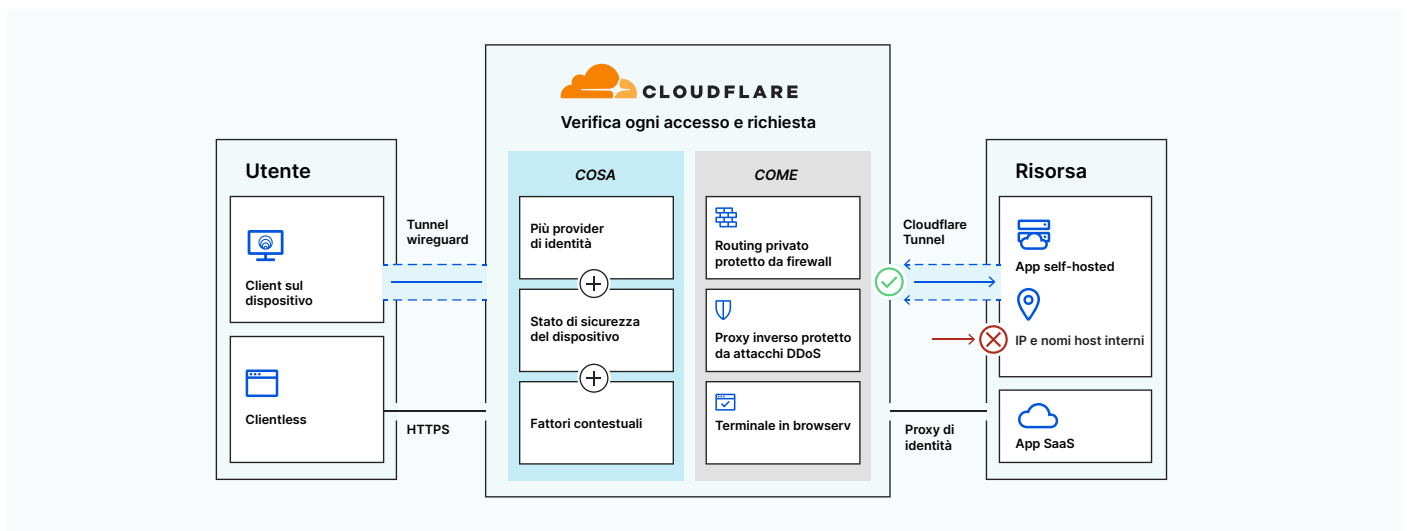 CLOUDFLARE
Verifica ogni accesso e richiesta
Utente
Client sul
dispositivo
Clientless
Tunnel
wireguard
HTTPS
COSA
Più provider
di identità
Stato di sicurezza
del dispositivo
Fattori contestuali
COME
Routing privato
protetto da firewall
Proxy inverso protetto
da attacchi DDoS
Terminale in browserv
Cloudflare
Tunnel
Proxy di
identità
Risorsa
App self-hosted
IP e nomi host interni
App SaaS